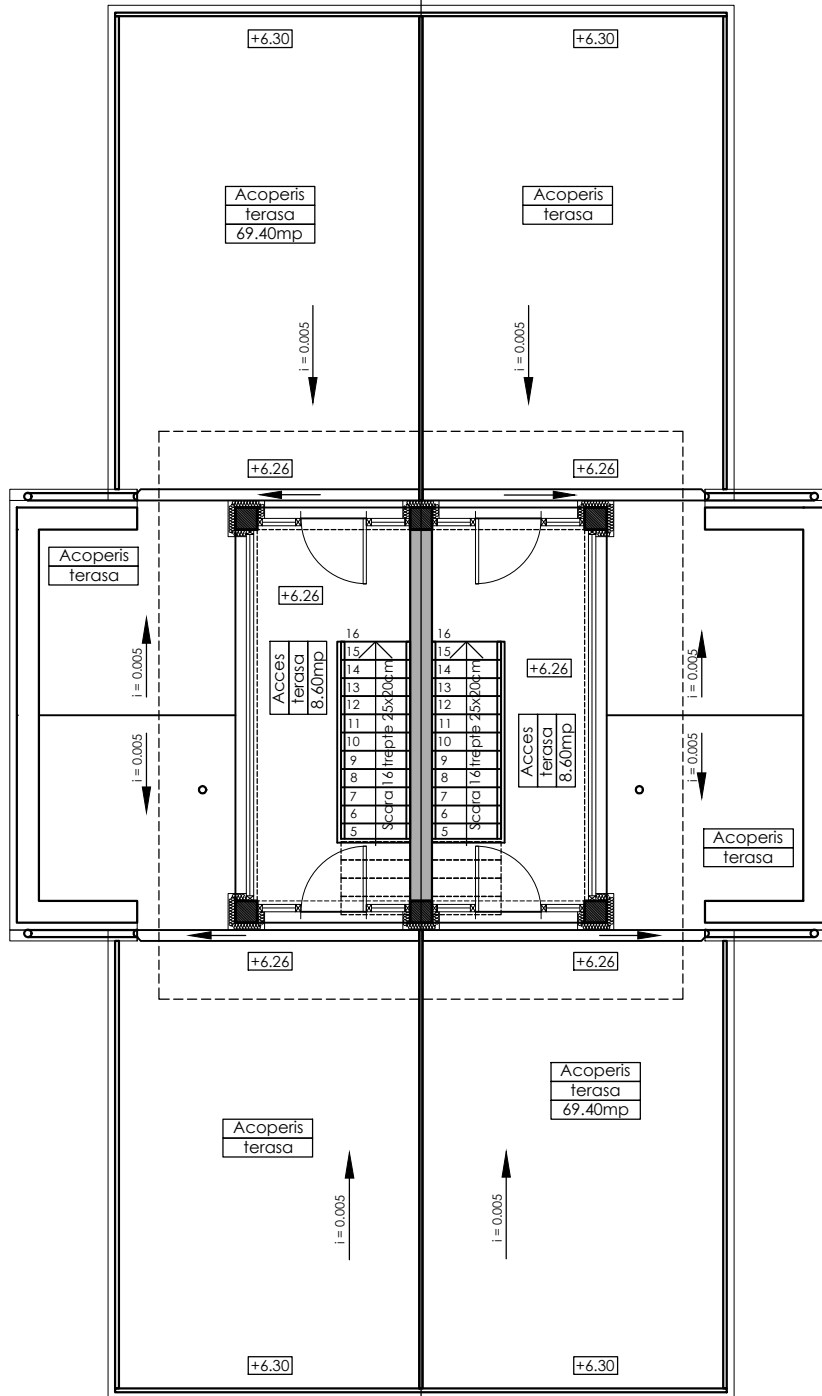 +6.30
+6.30
Acoperis
terasa
69.40mp
Acoperis
terasa
i = 0.005
i = 0.005
+6.26
+6.26
Acoperis
terasa
+6.26
+6.26
Acces
terasa
8.60mp
Acces
terasa
8.60mp
i = 0.005
i = 0.005
i = 0.005
i = 0.005
16
15
14
13
12
11
10
9
8
7
6
5
Scara 16 trepte 25x20cm
16
15
14
13
12
11
10
9
8
7
6
5
Scara 16 trepte 25x20cm
Acoperis
terasa
+6.26
+6.26
Acoperis
terasa
69.40mp
Acoperis
terasa
i = 0.005
i = 0.005
+6.30
+6.30